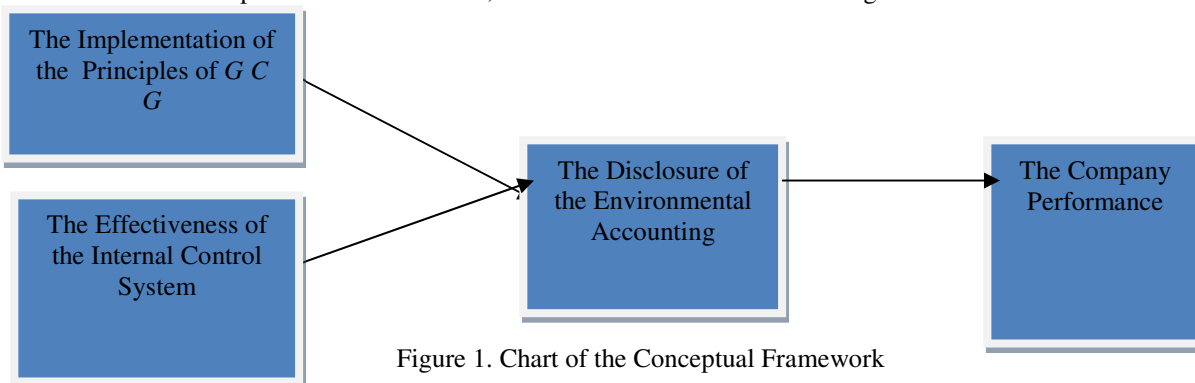 The Implementation of
the Principles of G C
G
The Effectiveness of
the Internal Control
System
The Disclosure of
the Environmental
Accounting
The Company
Performance
Figure 1. Chart of the Conceptual Framework